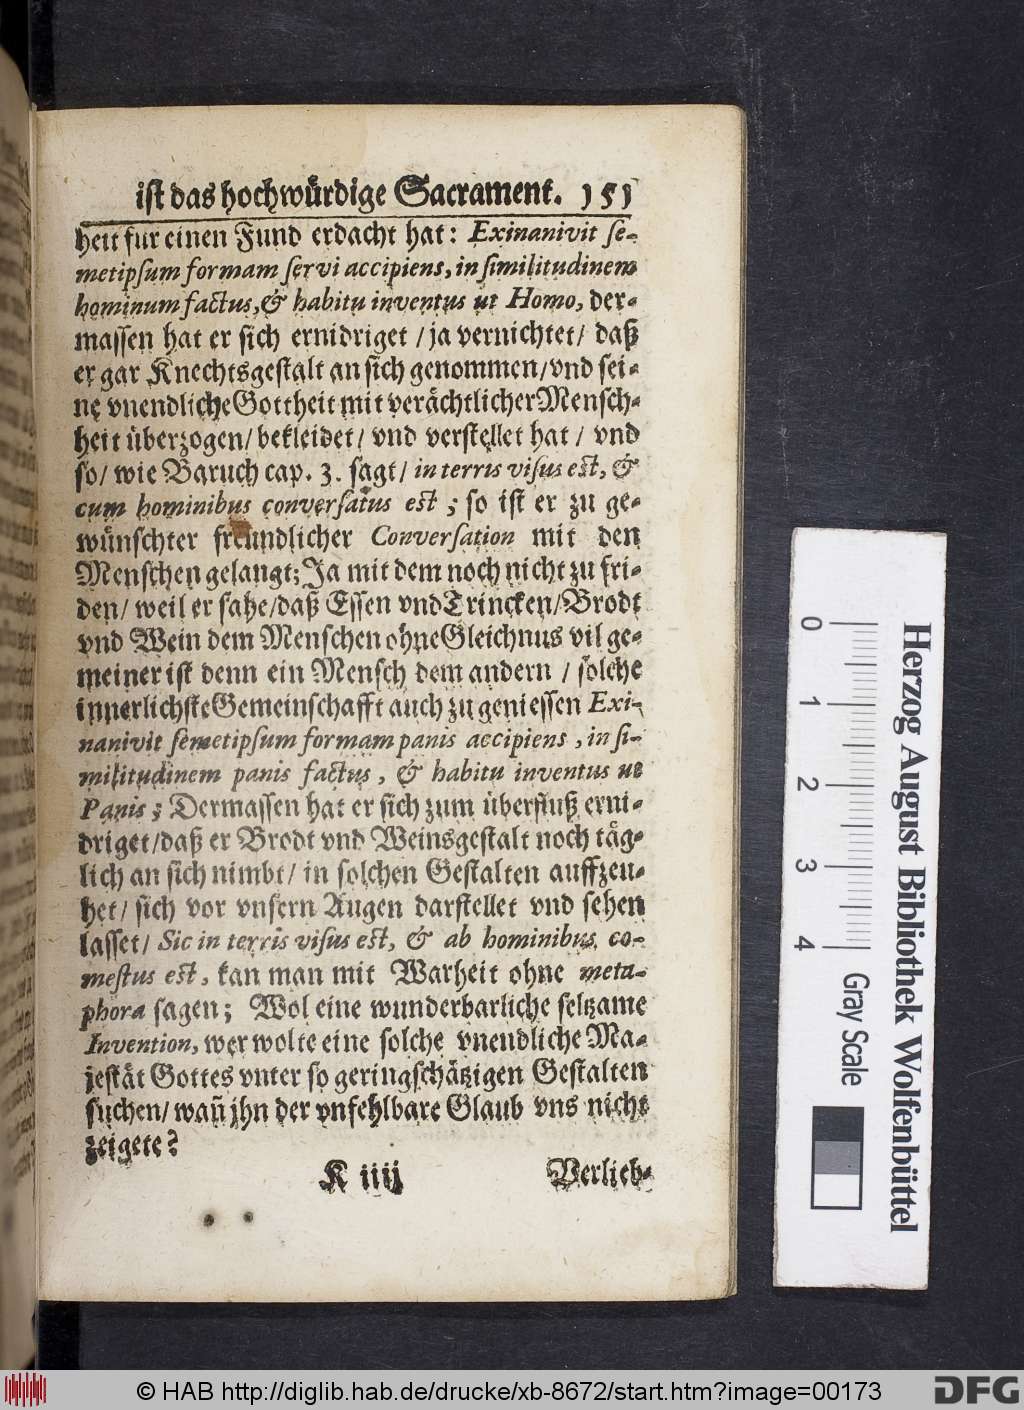 ist das hochwürdige Sacrament. 151
heit für einen Fund erdacht hat: Exinanivit se-
metipsum formam servi accipiens, in similitudinem
hominum factus, & habitu inventus ut Homo, der-
massen hat er sich ernidriget / ja vernichtet / daß
er gar Knechtsgestalt an sich genommen / vnd sei-
ne vnendliche Gottheit mit verächtlicher Mensch-
heit überzogen / bekleidet / vnd verstellet hat / vnd
so / wie Baruch cap. 3. sagt / in terris visus est, &
cum hominibus conversatus est; so ist er zu ge-
wünschter freundlicher Conversation mit den
Menschen gelangt; Ja mit dem noch nicht zu fri-
den / weil er sahe / daß Essen vnd Trincken / Brodt
vnd Wein dem Menschen ohne Gleichnus vil ge-
meiner ist denn ein Mensch dem andern / solche
innerlichste Gemeinschafft auch zu geniessen Exi-
nanivit semetipsum formam panis accipiens, in si-
militudinem panis factus, & habitu inventus ut
Panis; Dermassen hat er sich zum überfluß erni-
driget / daß er Brodt vnd Weinsgestalt noch täg-
lich an sich nimbt / in solchen Gestalten auffzeu-
het / sich vor vnsern Augen darstellet vnd sehen
lasset / Sic in terris visus est, & ab hominibus co-
mestus est, kan man mit Warheit ohne meta-
phora sagen; Wol eine wunderbarliche seltzame
Invention, wer wolte eine solche vnendliche Ma-
jestät Gottes vnter so geringschätzigen Gestalten
suchen / wañ jhn der vnfehlbare Glaub vns nicht
zeigete?
K iiij Verlieb-
Herzog August Bibliothek Wolfenbüttel
0 1 2 3 4 Gray Scale
© HAB http://diglib.hab.de/drucke/xb-8672/start.htm?image=00173
DFG